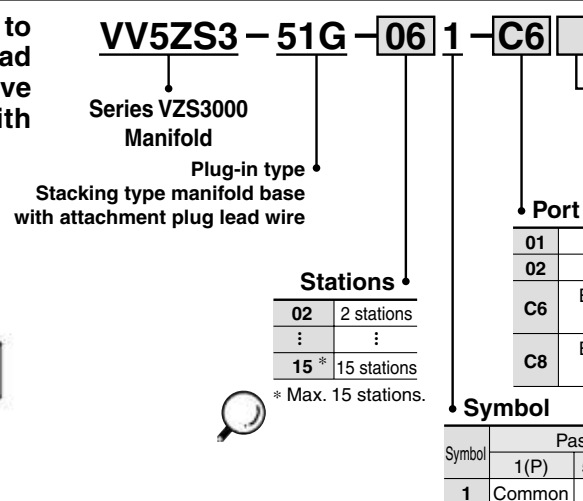 to
ad
ve
ith
VV5ZS3 – 51G – 06 1 – C6
Series VZS3000
Manifold
Plug-in type
Stacking type manifold base
with attachment plug lead wire
Stations
02 2 stations
⋮ ⋮
15 * 15 stations
* Max. 15 stations.
Port
01
02
C6
C8
Symbol
Symbol Pas
1(P)
1 Common